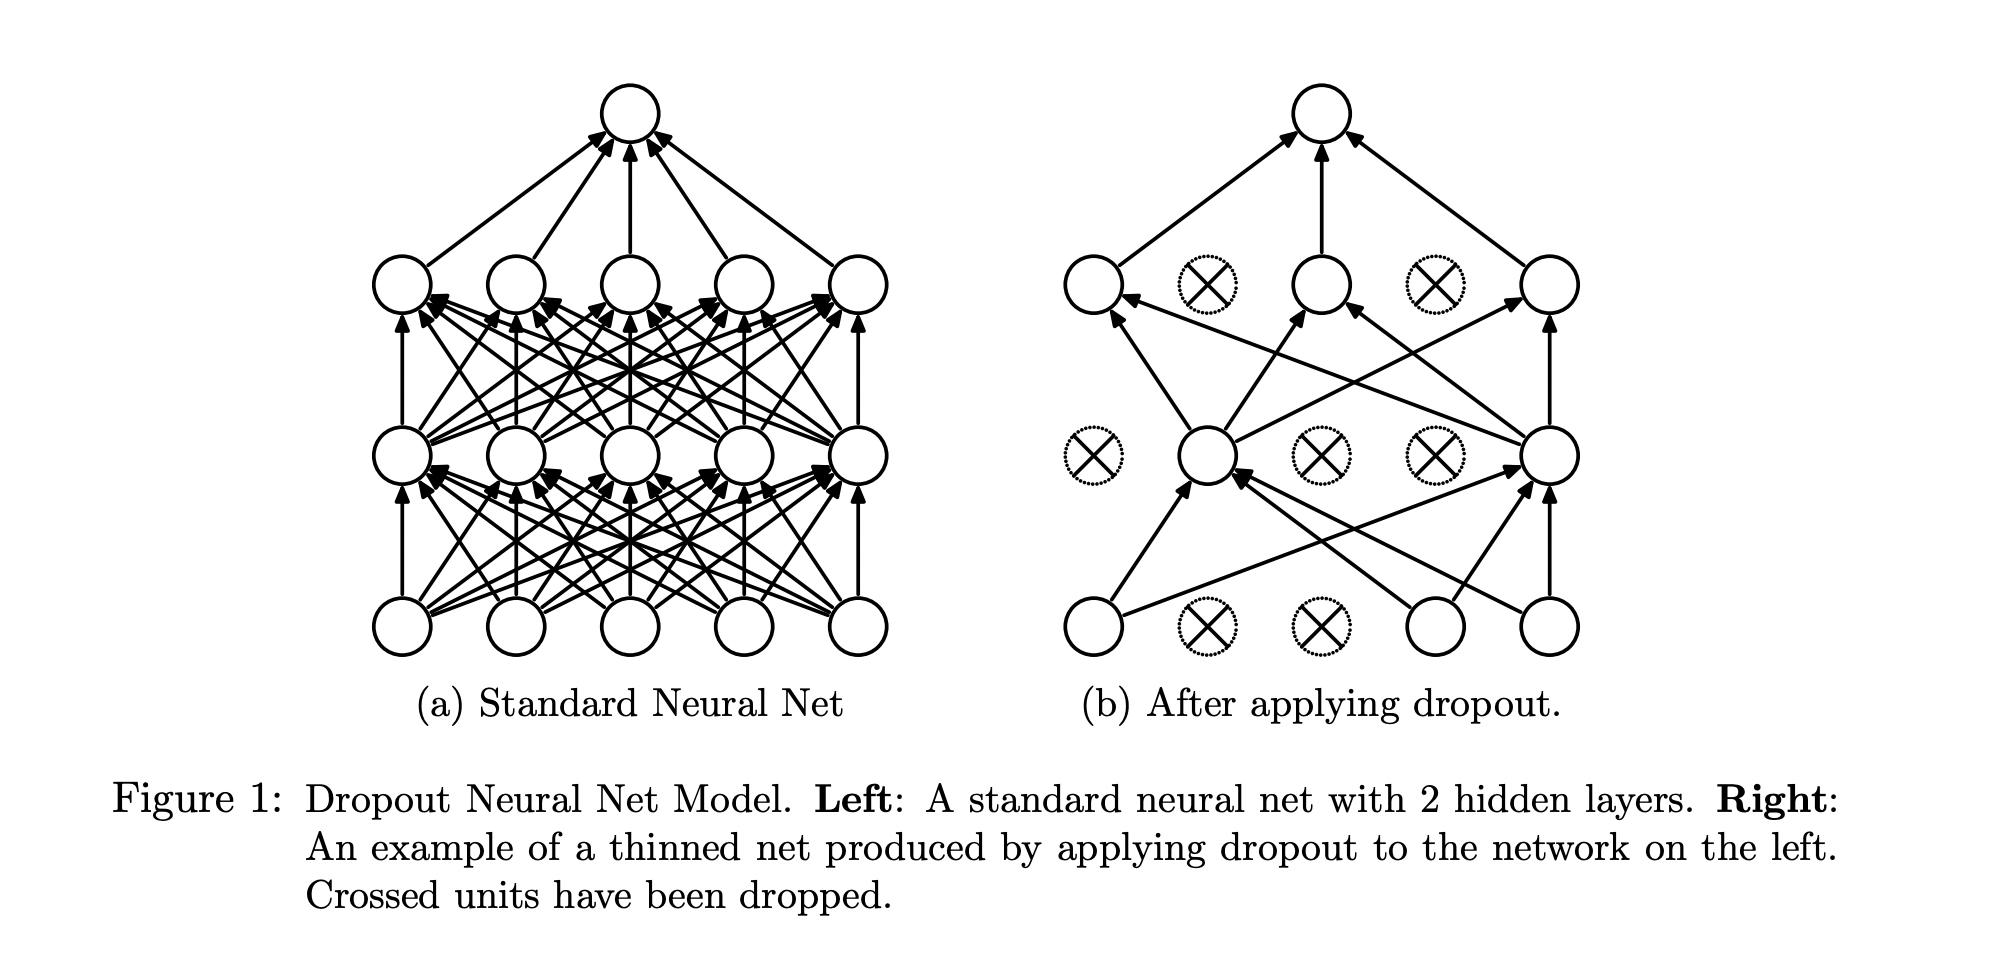 (a) Standard Neural Net
(b) After applying dropout.
Figure 1: Dropout Neural Net Model. Left: A standard neural net with 2 hidden layers. Right:
An example of a thinned net produced by applying dropout to the network on the left.
Crossed units have been dropped.